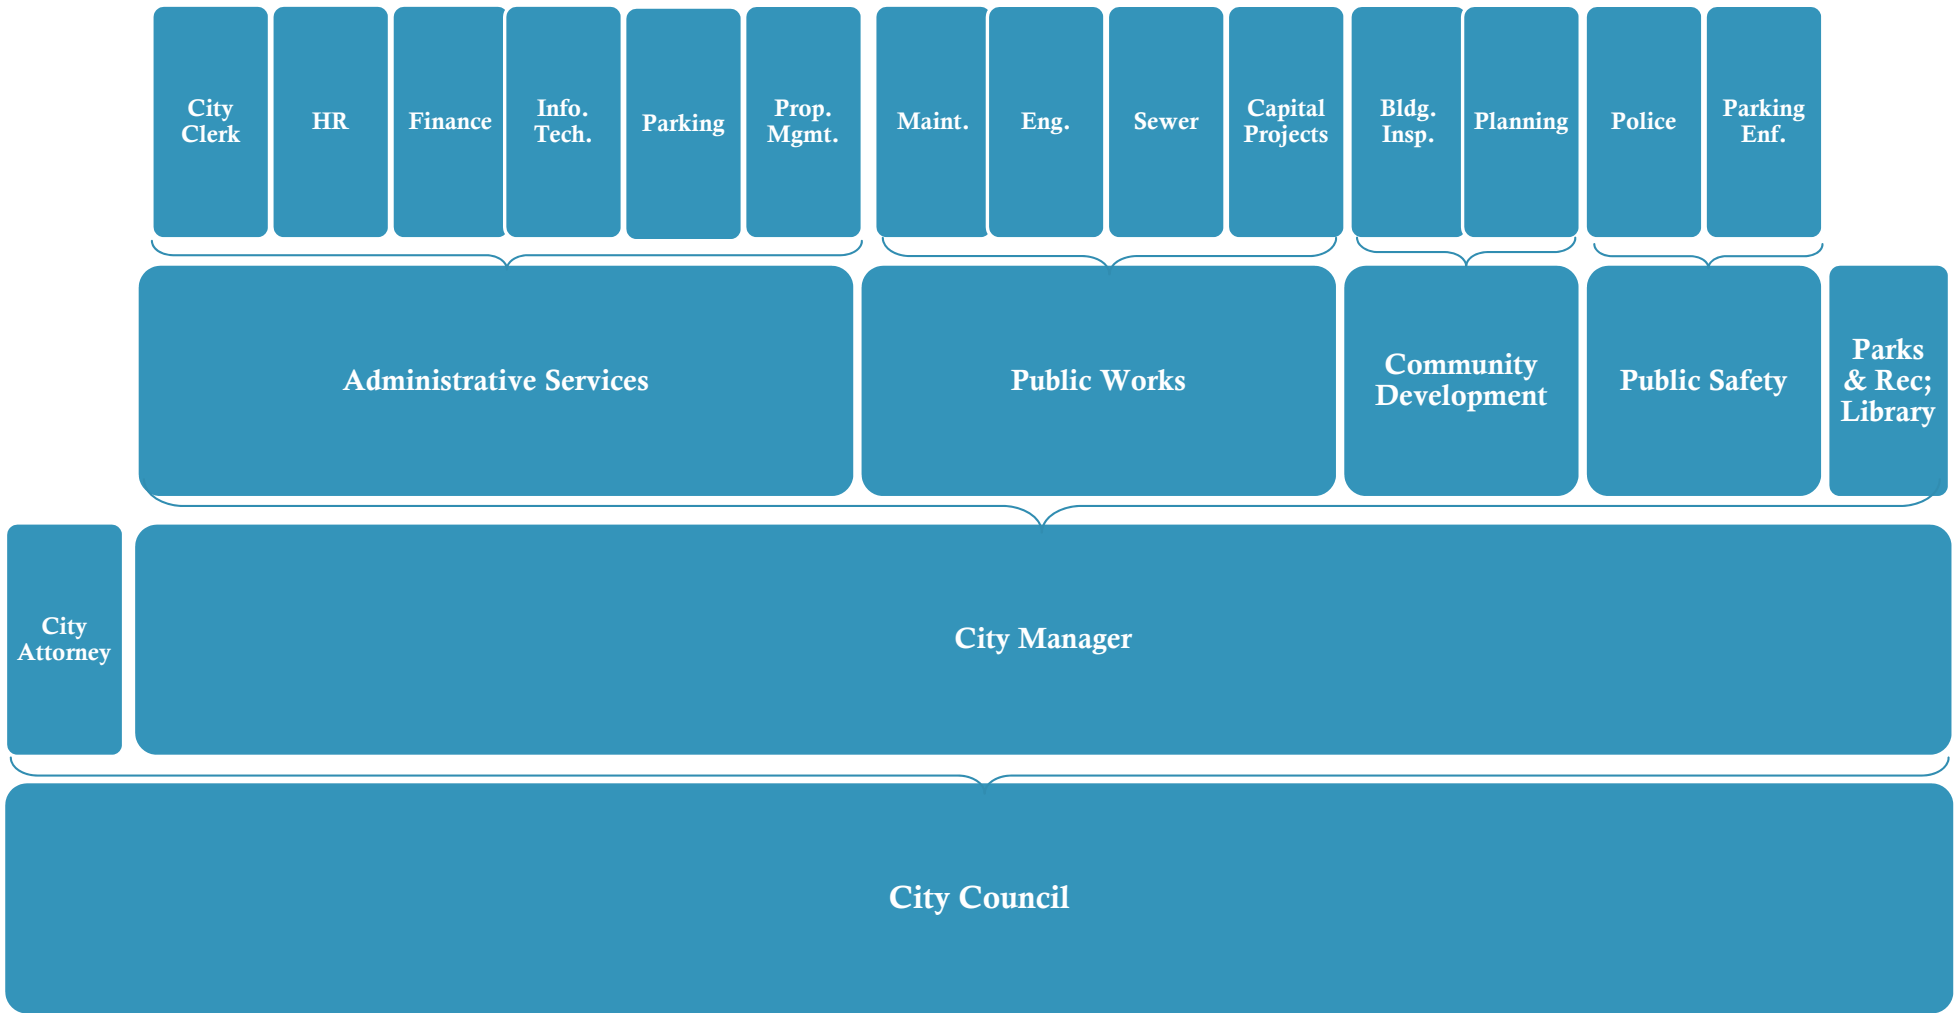 City
Clerk
HR
Finance
Info.
Tech.
Parking
Prop.
Mgmt.
Maint.
Eng.
Sewer
Capital
Projects
Bldg.
Insp.
Planning
Police
Parking
Enf.
Administrative Services
Public Works
Community
Development
Public Safety
Parks
& Rec;
Library
City
Attorney
City Manager
City Council